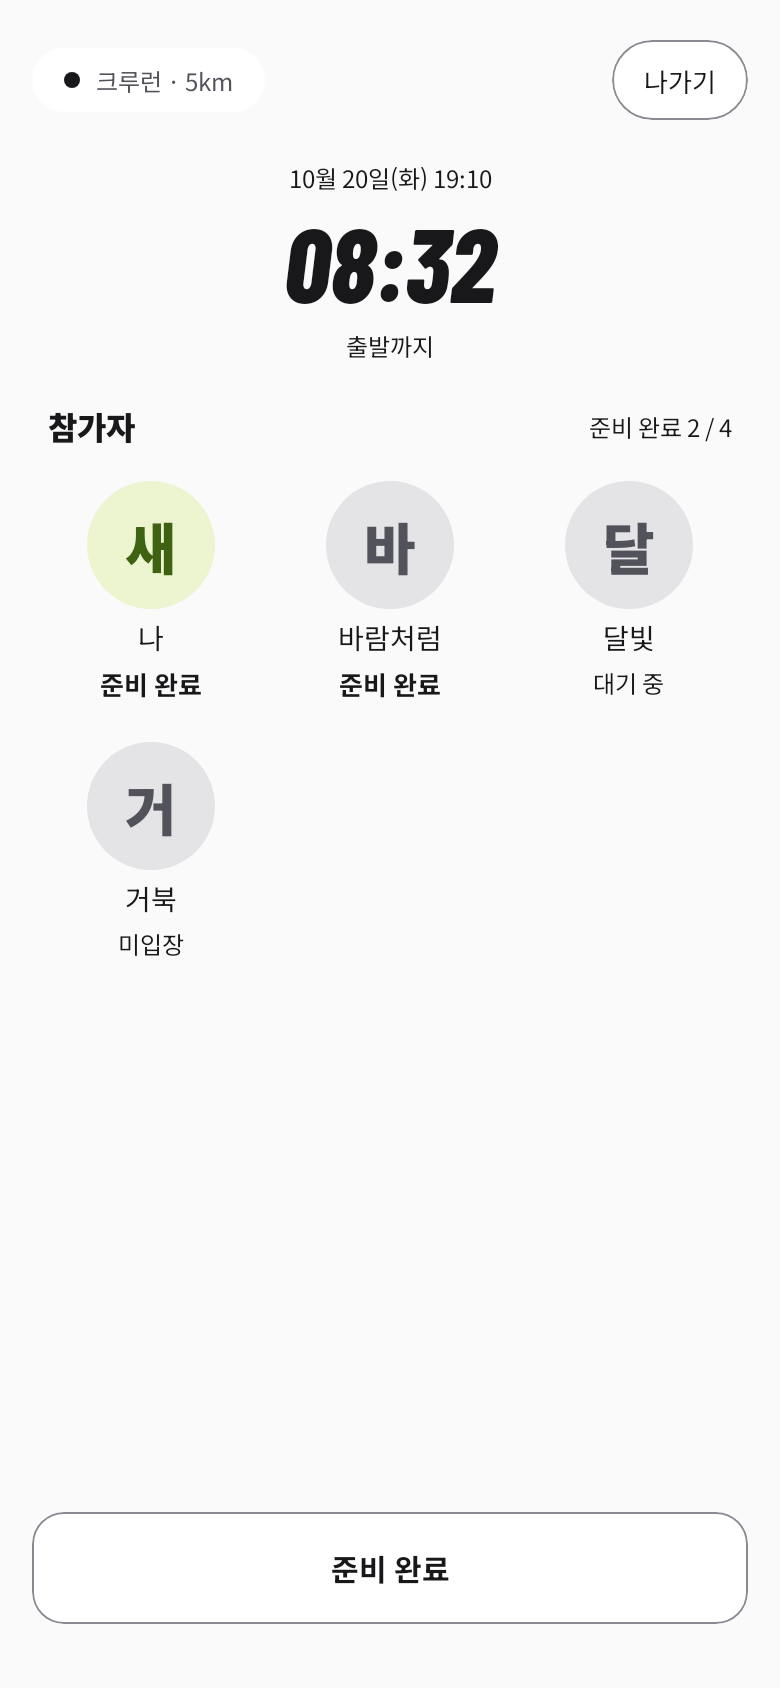 크루런 · 5km
나가기
10월 20일(화) 19:10
08:32
출발까지
참가자
준비 완료 2 / 4
새
바
달
나
바람처럼
달빛
준비 완료
준비 완료
대기 중
거
거북
미입장
준비 완료